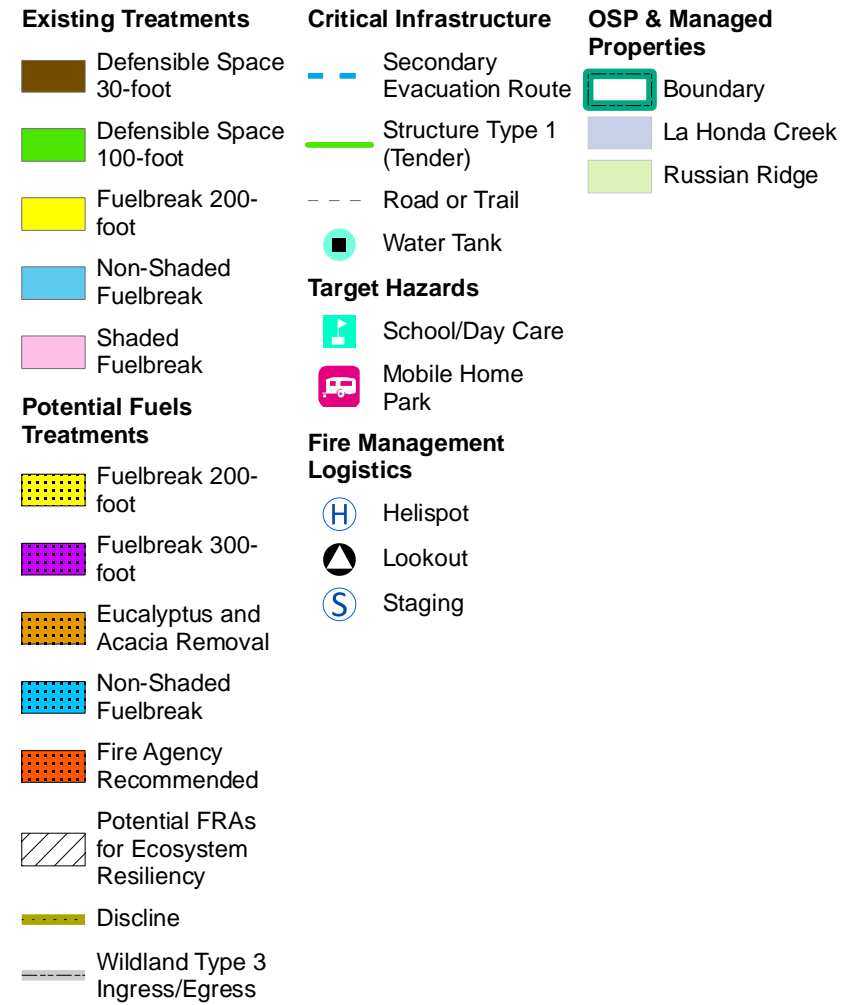 Existing Treatments
Defensible Space
30-foot
Defensible Space
100-foot
Fuelbreak 200-
foot
Non-Shaded
Fuelbreak
Shaded
Fuelbreak
Potential Fuels
Treatments
Fuelbreak 200-
foot
Fuelbreak 300-
foot
Eucalyptus and
Acacia Removal
Non-Shaded
Fuelbreak
Fire Agency
Recommended
Potential FRAs
for Ecosystem
Resiliency
Discline
Wildland Type 3
Ingress/Egress
Critical Infrastructure
Secondary
Evacuation Route
Structure Type 1
(Tender)
Road or Trail
Water Tank
Target Hazards
School/Day Care
Mobile Home
Park
Fire Management
Logistics
H Helispot
Lookout
S Staging
OSP & Managed
Properties
Boundary
La Honda Creek
Russian Ridge